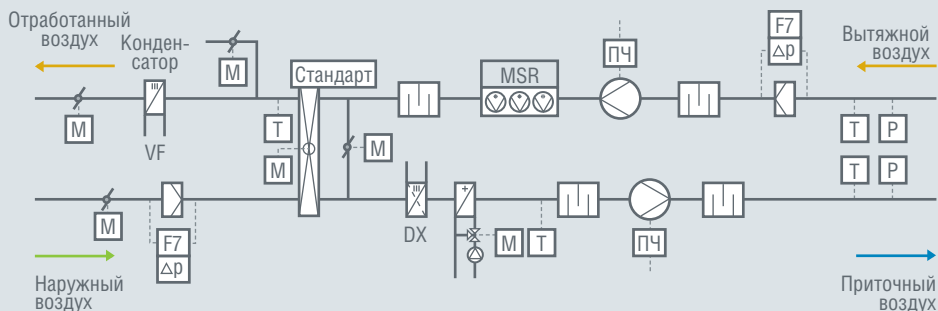 Отработанный
воздух
Конден-
сатор
M
Стандарт
MSR
ПЧ
F7
Δp
Вытяжной
воздух
M
VF
T
M
M
T
P
T
P
M
F7
Δp
DX
M
T
ПЧ
Наружный
воздух
Приточный
воздух